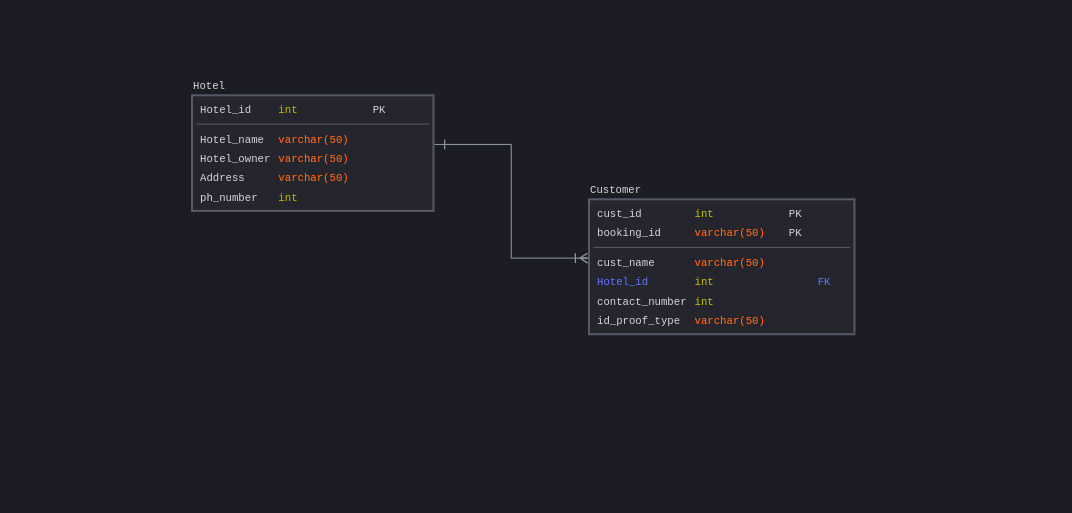 Hotel
Hotel_id int PK
Hotel_name varchar(50)
Hotel_owner varchar(50)
Address varchar(50)
ph_number int
Customer
cust_id int PK
booking_id varchar(50) PK
cust_name varchar(50)
Hotel_id int FK
contact_number int
id_proof_type varchar(50)